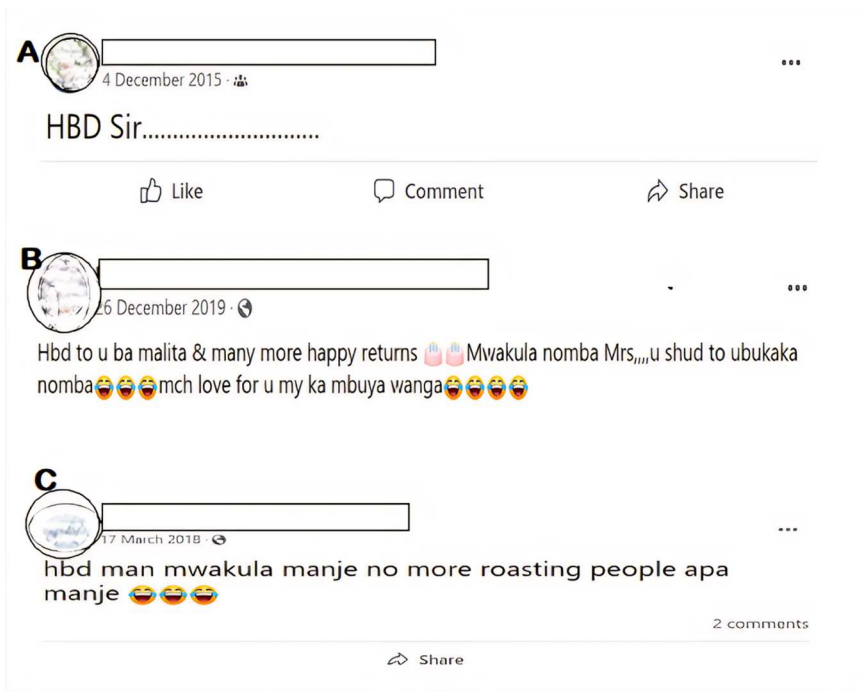 A
4 December 2015 ·
HBD Sir.............................
Like Comment Share
B
26 December 2019 ·
Hbd to u ba malita & many more happy returns 🎂🎂Mwakula nomba Mrs,,,,u shud to ubukaka
nomba😂😂😂mch love for u my ka mbuya wanga😂😂😂😂
C
17 March 2018 ·
hbd man mwakula manje no more roasting people apa
manje 😂😂😂
2 comments
Share